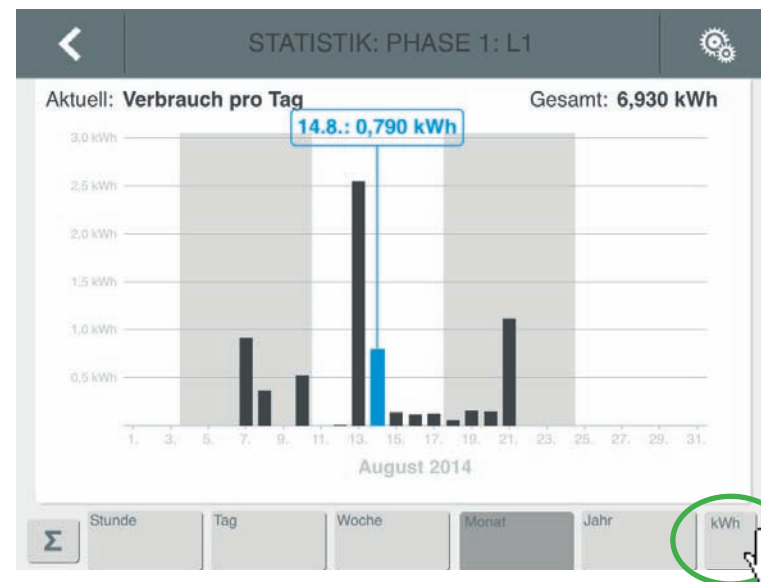 STATISTIK: PHASE 1: L1
Aktuell: Verbrauch pro Tag Gesamt: 6,930 kWh
14.8.: 0,790 kWh
3,0 kWh
2,5 kWh
2,0 kWh
1,5 kWh
1,0 kWh
0,5 kWh
1. 3. 5. 7. 9. 11. 13. 15. 17. 19. 21. 23. 25. 27. 29. 31.
August 2014
Σ Stunde Tag Woche Monat Jahr kWh